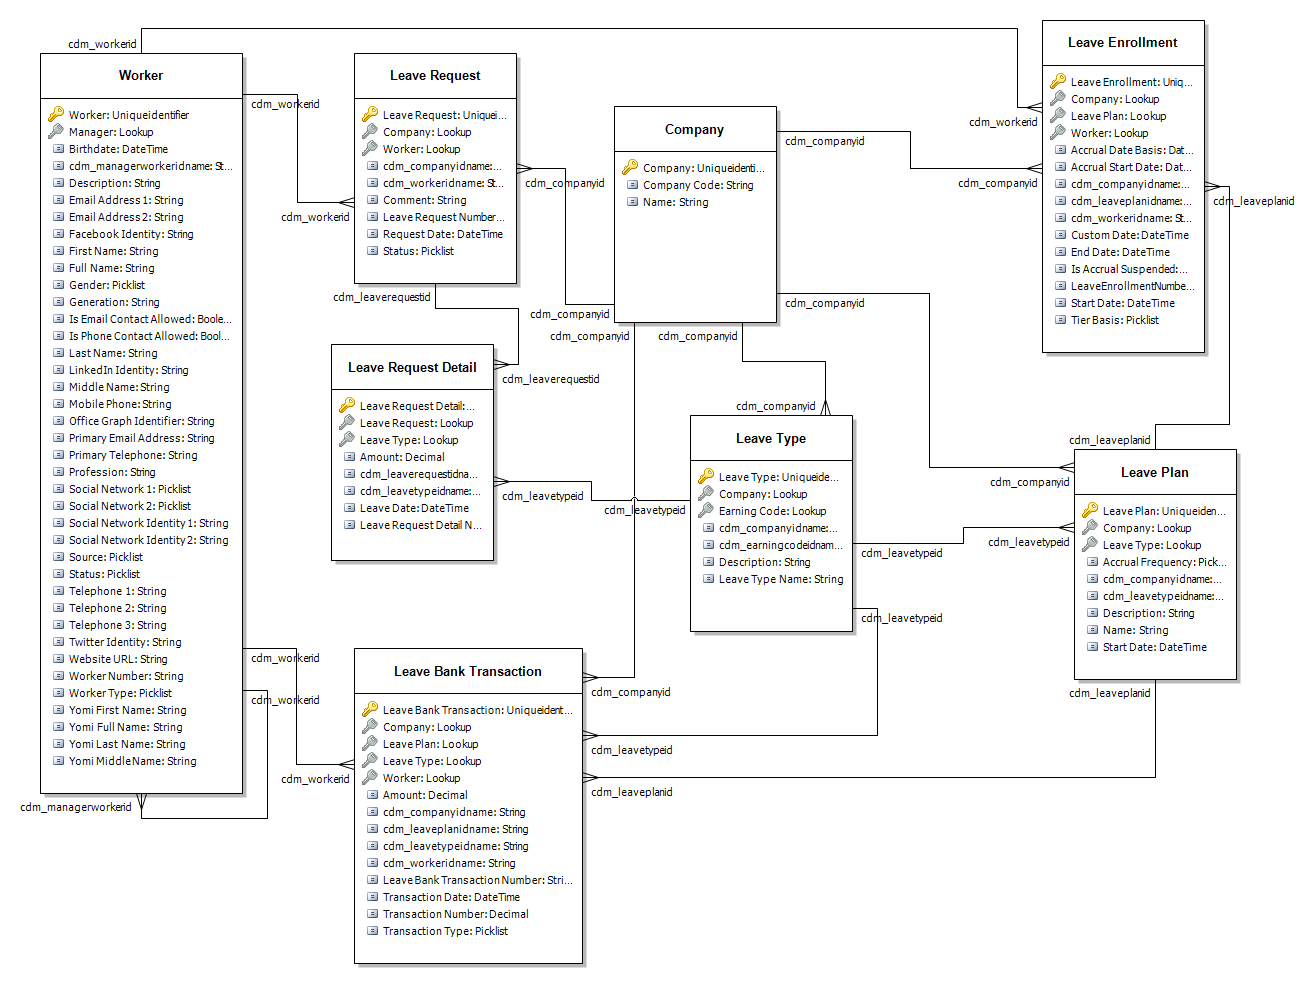 cdm_workerid
Worker
Worker: Uniqueidentifier
Manager: Lookup
Birthdate: DateTime
cdm_managerworkeridname: St...
Description: String
Email Address 1: String
Email Address 2: String
Facebook Identity: String
First Name: String
Full Name: String
Gender: Picklist
Generation: String
Is Email Contact Allowed: Boole...
Is Phone Contact Allowed: Bool...
Last Name: String
LinkedIn Identity: String
Middle Name: String
Mobile Phone: String
Office Graph Identifier: String
Primary Email Address: String
Primary Telephone: String
Profession: String
Social Network 1: Picklist
Social Network 2: Picklist
Social Network Identity 1: String
Social Network Identity 2: String
Source: Picklist
Status: Picklist
Telephone 1: String
Telephone 2: String
Telephone 3: String
Twitter Identity: String
Website URL: String
Worker Number: String
Worker Type: Picklist
Yomi First Name: String
Yomi Full Name: String
Yomi Last Name: String
Yomi Middle Name: String
cdm_managerworkerid
cdm_workerid
cdm_workerid
cdm_workerid
cdm_workerid
cdm_workerid
Leave Request
Leave Request: Uniquei...
Company: Lookup
Worker: Lookup
cdm_companyidname:...
cdm_workeridname: St...
Comment: String
Leave Request Number...
Request Date: DateTime
Status: Picklist
cdm_leaverequestid
cdm_companyid
cdm_companyid
cdm_companyid
cdm_companyid
Leave Request Detail
Leave Request Detail:...
Leave Request: Lookup
Leave Type: Lookup
Amount: Decimal
cdm_leaverequestidna...
cdm_leavetypeidname:...
Leave Date: DateTime
Leave Request Detail N...
cdm_leaverequestid
cdm_leavetypeid
cdm_leavetypeid
Leave Bank Transaction
Leave Bank Transaction: Uniqueident...
Company: Lookup
Leave Plan: Lookup
Leave Type: Lookup
Worker: Lookup
Amount: Decimal
cdm_companyidname: String
cdm_leaveplanidname: String
cdm_leavetypeidname: String
cdm_workeridname: String
Leave Bank Transaction Number: Stri...
Transaction Date: DateTime
Transaction Number: Decimal
Transaction Type: Picklist
cdm_companyid
cdm_leavetypeid
cdm_leaveplanid
Company
Company: Uniqueidenti...
Company Code: String
Name: String
cdm_companyid
cdm_companyid
cdm_companyid
Leave Type
Leave Type: Uniqueide...
Company: Lookup
Earning Code: Lookup
cdm_companyidname:...
cdm_earningcodeidnam...
Description: String
Leave Type Name: String
cdm_leavetypeid
cdm_leavetypeid
cdm_leavetypeid
Leave Enrollment
Leave Enrollment: Uniq...
Company: Lookup
Leave Plan: Lookup
Worker: Lookup
Accrual Date Basis: Dat...
Accrual Start Date: Dat...
cdm_companyidname:...
cdm_leaveplanidname:...
cdm_workeridname: St...
Custom Date: DateTime
End Date: DateTime
Is Accrual Suspended:...
LeaveEnrollmentNumbe...
Start Date: DateTime
Tier Basis: Picklist
cdm_workerid
cdm_companyid
cdm_leaveplanid
cdm_leaveplanid
cdm_companyid
Leave Plan
Leave Plan: Uniqueiden...
Company: Lookup
Leave Type: Lookup
Accrual Frequency: Pick...
cdm_companyidname:...
cdm_leavetypeidname:...
Description: String
Name: String
Start Date: DateTime
cdm_leaveplanid